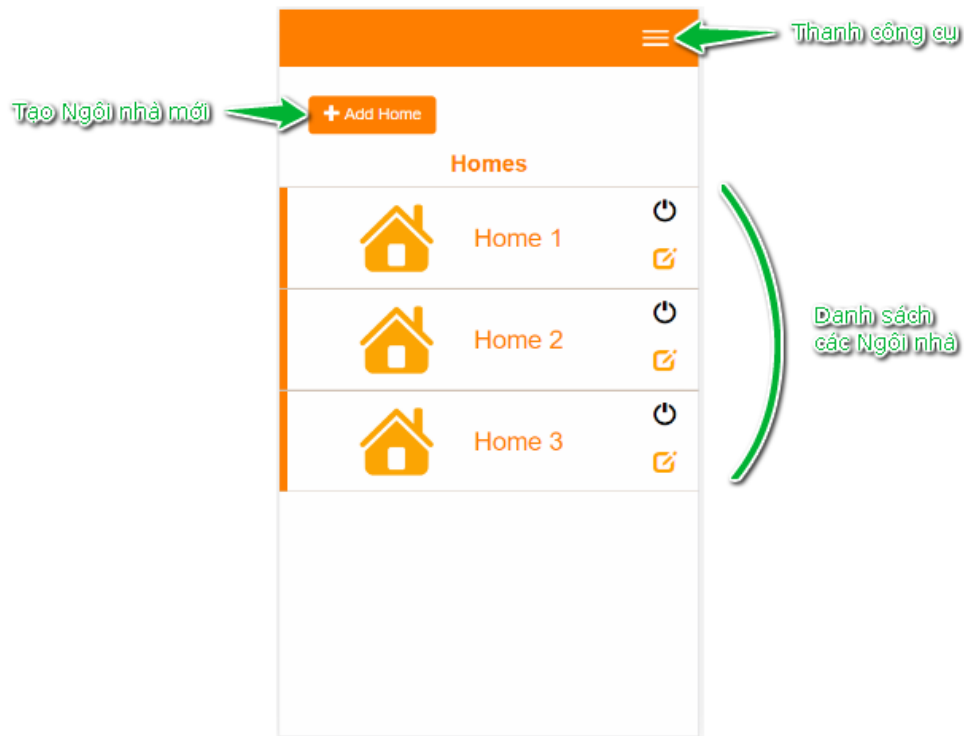 Thanh công cụ
Tạo Ngôi nhà mới
Add Home
Homes
Home 1
Home 2
Home 3
Danh sách
các Ngôi nhà